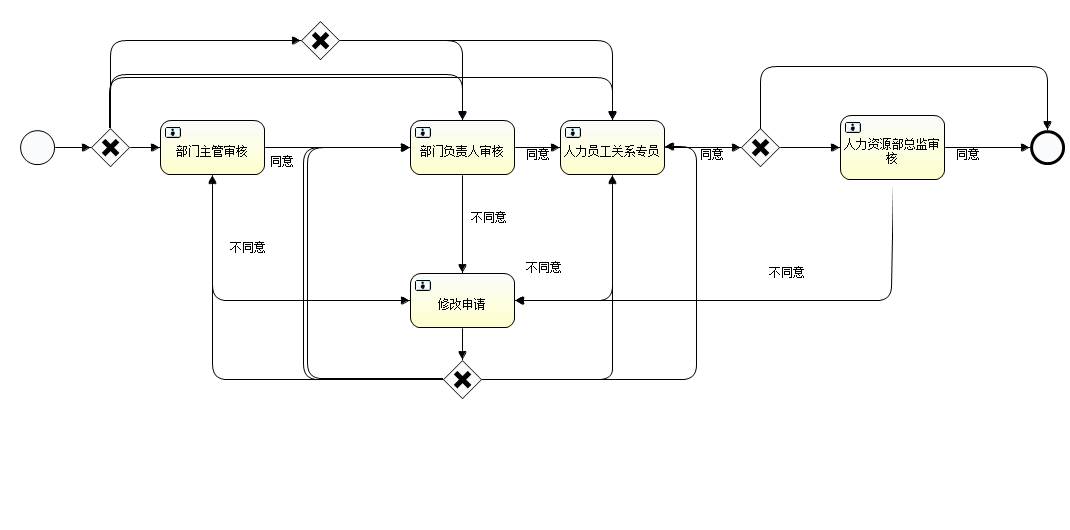 部门主管审核
同意
部门负责人审核
同意
人力员工关系专员
同意
人力资源部总监审
核
同意
不同意
不同意
不同意
不同意
修改申请